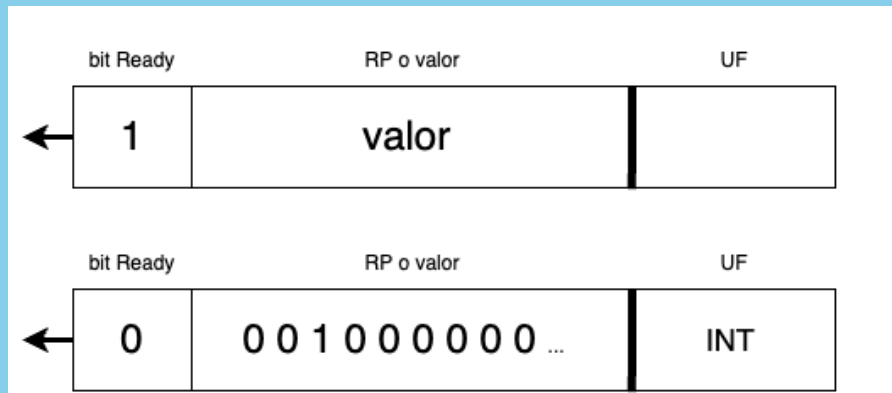 bit Ready RP o valor UF
1 valor
bit Ready RP o valor UF
0 0 0 1 0 0 0 0 0 0 ... INT